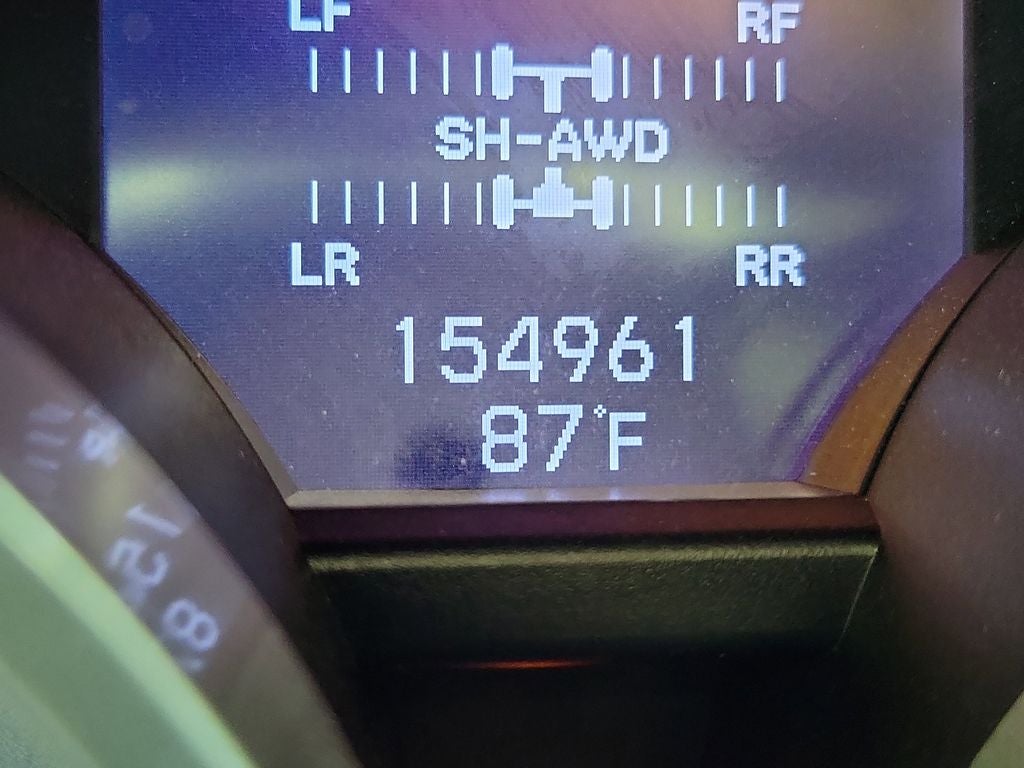 LF RF
SH-AWD
LR RR
154961
87°F